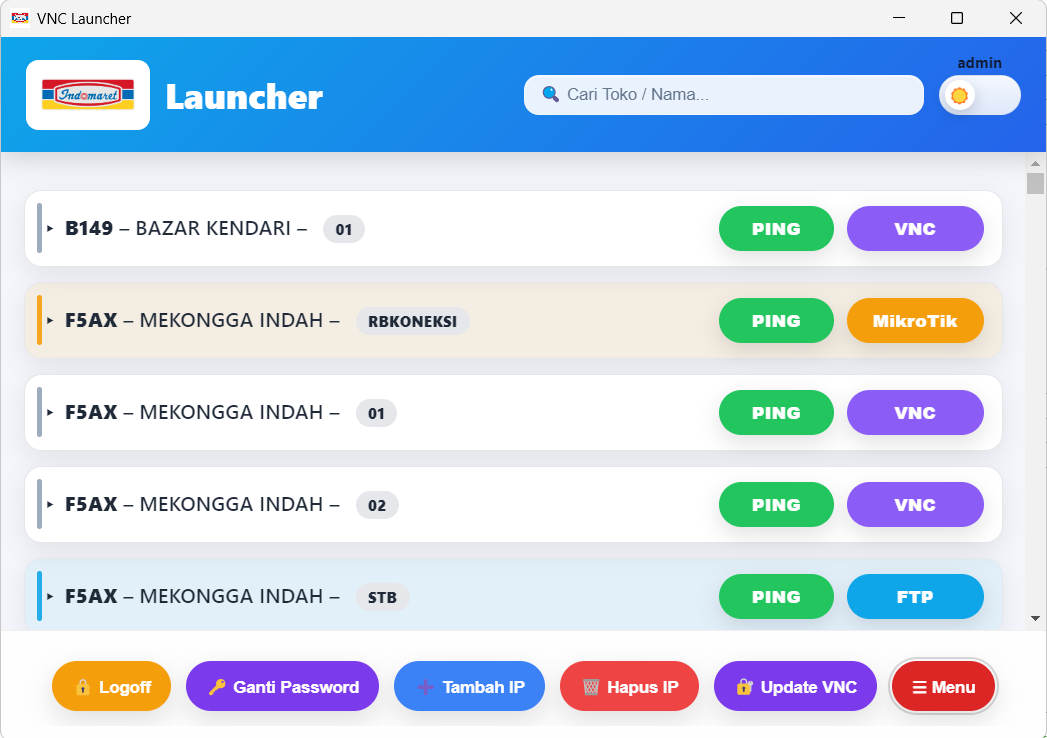 VNC Launcher
Indomaret
Launcher
Cari Toko / Nama...
admin
B149 – BAZAR KENDARI – 01 PING VNC
F5AX – MEKONGGA INDAH – RBKONEKSI PING MikroTik
F5AX – MEKONGGA INDAH – 01 PING VNC
F5AX – MEKONGGA INDAH – 02 PING VNC
F5AX – MEKONGGA INDAH – STB PING FTP
Logoff Ganti Password Tambah IP Hapus IP Update VNC ☰ Menu